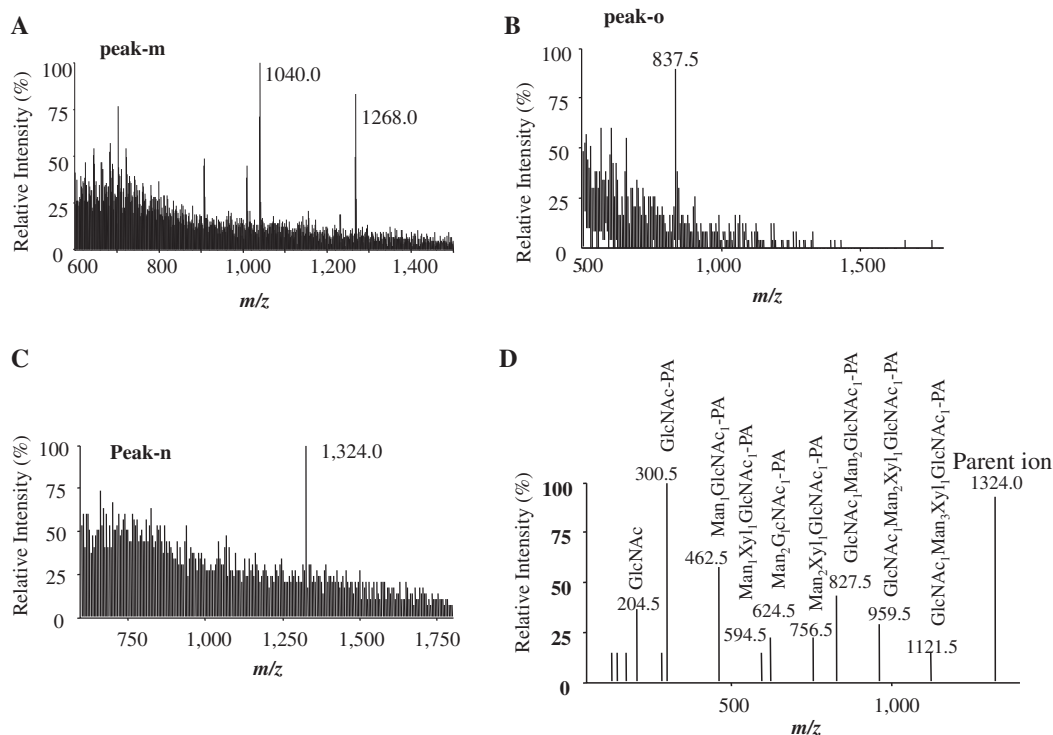 A
peak-m
Relative Intensity (%)
100
75
50
25
0
1040.0
1268.0
600
800
1,000
1,200
1,400
m/z
B
peak-o
Relative Intensity (%)
100
75
50
25
0
837.5
500
1,000
1,500
m/z
C
Peak-n
Relative Intensity (%)
100
75
50
25
0
1,324.0
750
1,000
1,250
1,500
1,750
m/z
D
Relative Intensity (%)
100
75
50
25
0
GlcNAc
204.5
GlcNAc-PA
300.5
Man1GlcNAc1-PA
462.5
Man1Xyl1GlcNAc1-PA
594.5
Man2G1cNAc1-PA
624.5
Man2Xyl1GlcNAc1-PA
756.5
GlcNAc1Man2GlcNAc1-PA
827.5
GlcNAc1Man2Xyl1GlcNAc1-PA
959.5
GlcNAc1Man3Xyl1GlcNAc1-PA
1121.5
Parent ion
1324.0
500
1,000
m/z